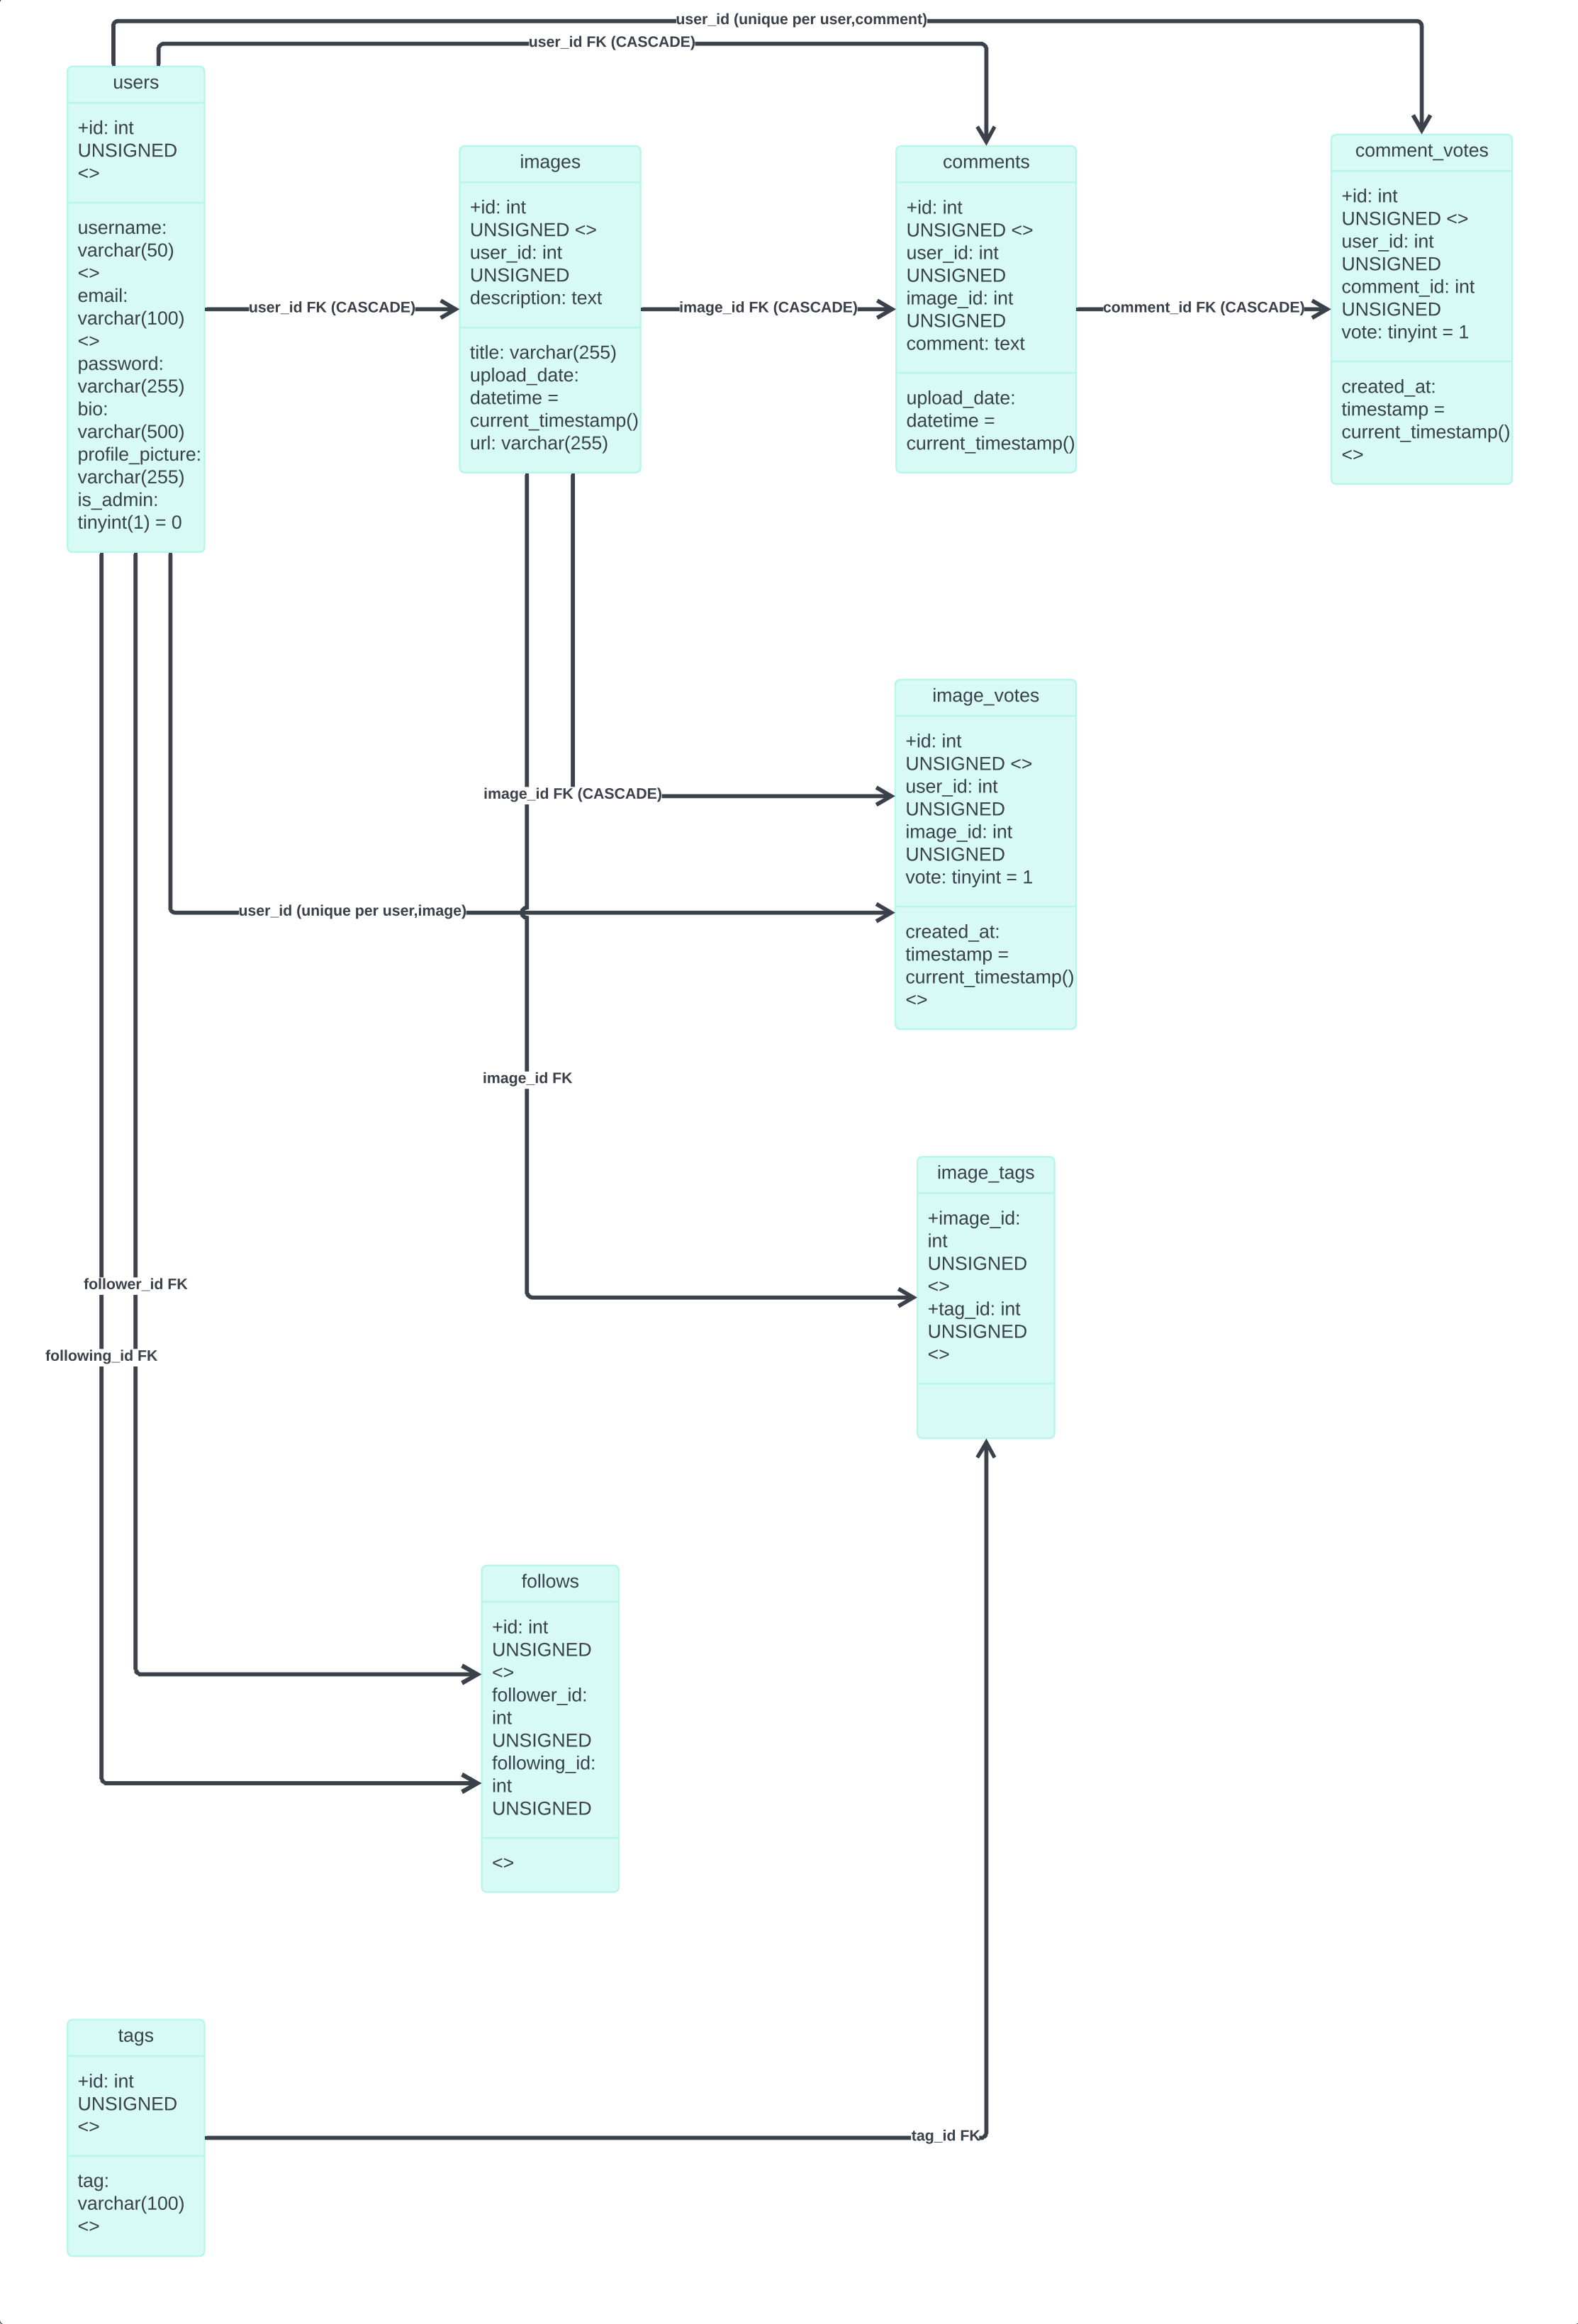 user_id (unique per user,comment)
user_id FK (CASCADE)
users
+id: int
UNSIGNED
<>
username:
varchar(50)
<>
email:
varchar(100)
<>
password:
varchar(255)
bio:
varchar(500)
profile_picture:
varchar(255)
is_admin:
tinyint(1) = 0
user_id FK (CASCADE)
images
+id: int
UNSIGNED <>
user_id: int
UNSIGNED
description: text
title: varchar(255)
upload_date:
datetime =
current_timestamp()
url: varchar(255)
image_id FK (CASCADE)
comments
+id: int
UNSIGNED <>
user_id: int
UNSIGNED
image_id: int
UNSIGNED
comment: text
upload_date:
datetime =
current_timestamp()
comment_id FK (CASCADE)
comment_votes
+id: int
UNSIGNED <>
user_id: int
UNSIGNED
comment_id: int
UNSIGNED
vote: tinyint = 1
created_at:
timestamp =
current_timestamp()
<>
image_id FK (CASCADE)
user_id (unique per user,image)
image_votes
+id: int
UNSIGNED <>
user_id: int
UNSIGNED
image_id: int
UNSIGNED
vote: tinyint = 1
created_at:
timestamp =
current_timestamp()
<>
image_id FK
image_tags
+image_id:
int
UNSIGNED
<>
+tag_id: int
UNSIGNED
<>
follower_id FK
following_id FK
follows
+id: int
UNSIGNED
<>
follower_id:
int
UNSIGNED
following_id:
int
UNSIGNED
<>
tags
+id: int
UNSIGNED
<>
tag:
varchar(100)
<>
tag_id FK